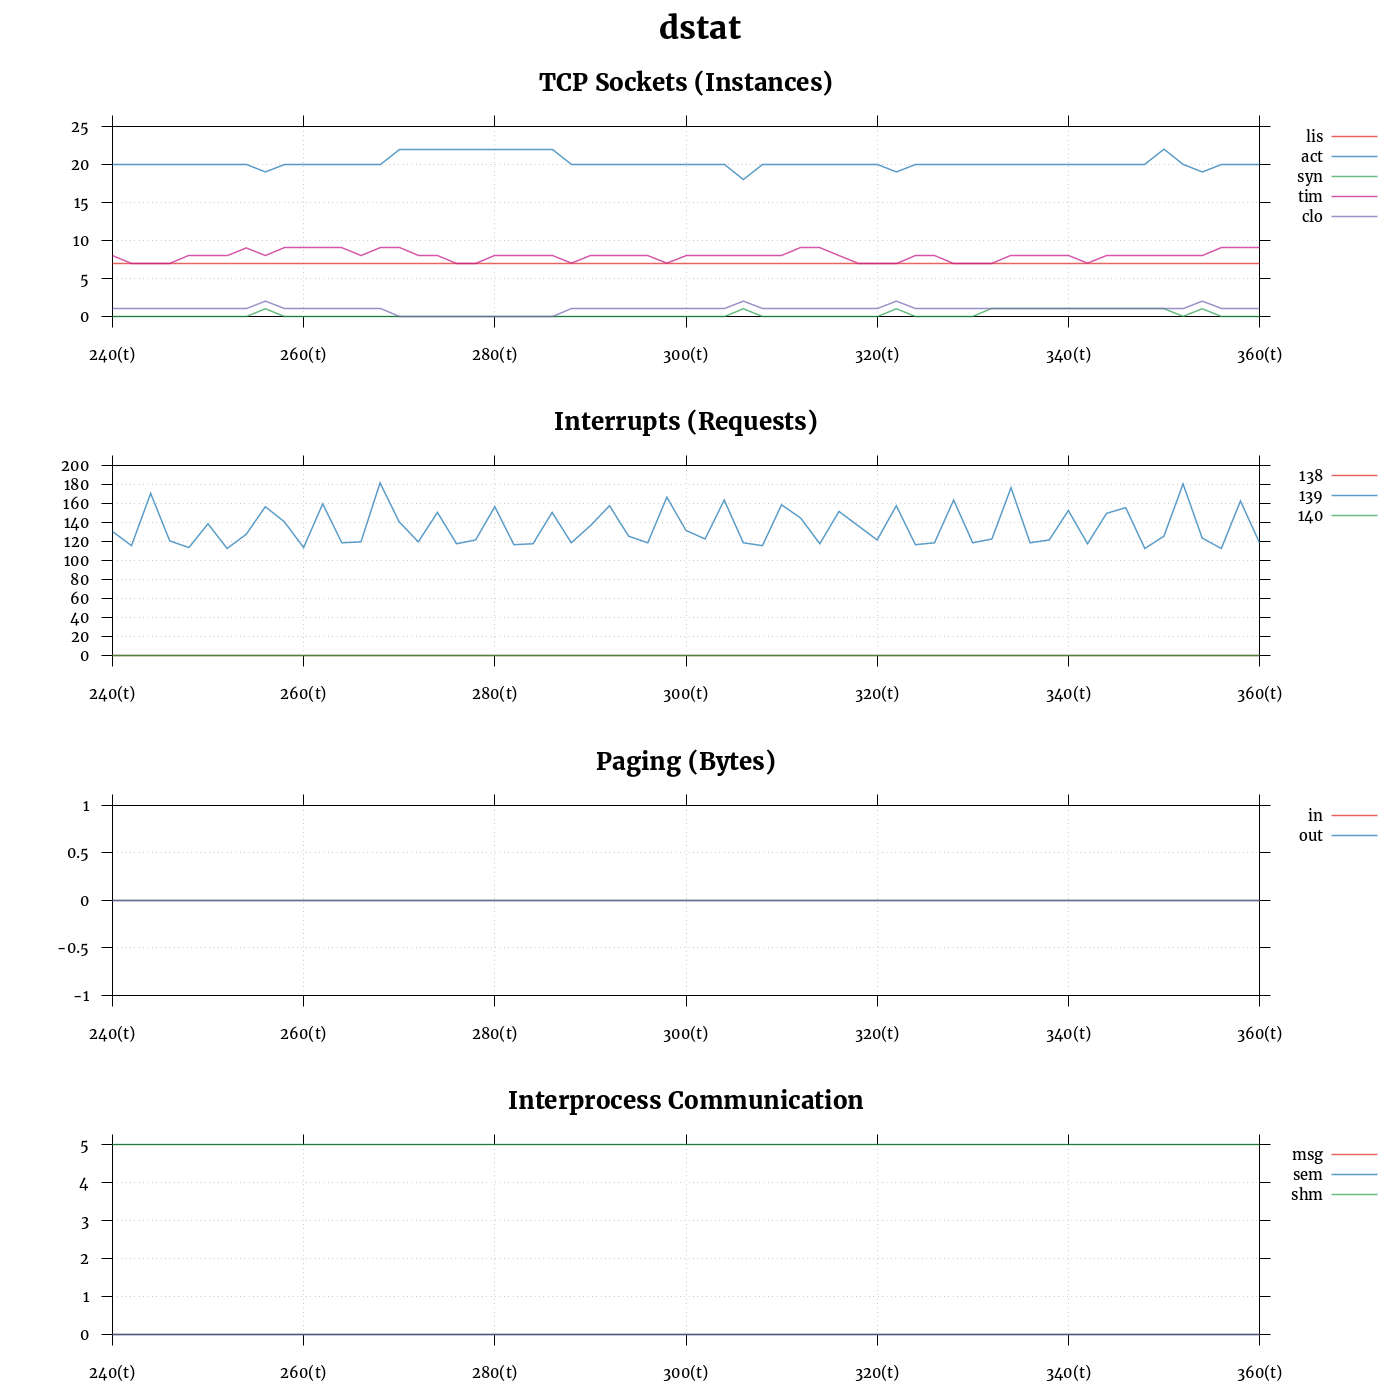 dstat
TCP Sockets (Instances)
25
20
15
10
5
0
240(t) 260(t) 280(t) 300(t) 320(t) 340(t) 360(t)
lis
act
syn
tim
clo
Interrupts (Requests)
200
180
160
140
120
100
80
60
40
20
0
240(t) 260(t) 280(t) 300(t) 320(t) 340(t) 360(t)
138
139
140
Paging (Bytes)
1
0.5
0
-0.5
-1
240(t) 260(t) 280(t) 300(t) 320(t) 340(t) 360(t)
in
out
Interprocess Communication
5
4
3
2
1
0
240(t) 260(t) 280(t) 300(t) 320(t) 340(t) 360(t)
msg
sem
shm